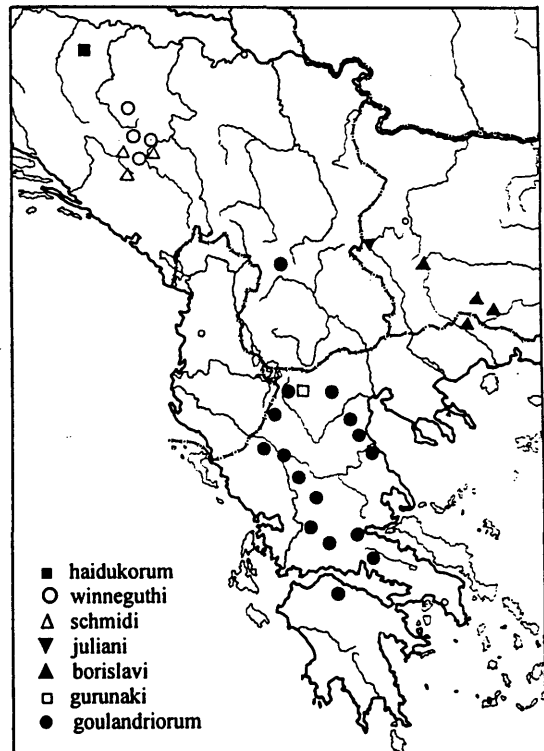 haidukorum
winneguthi
schmidi
juliani
borislavi
gurunaki
goulandriorum